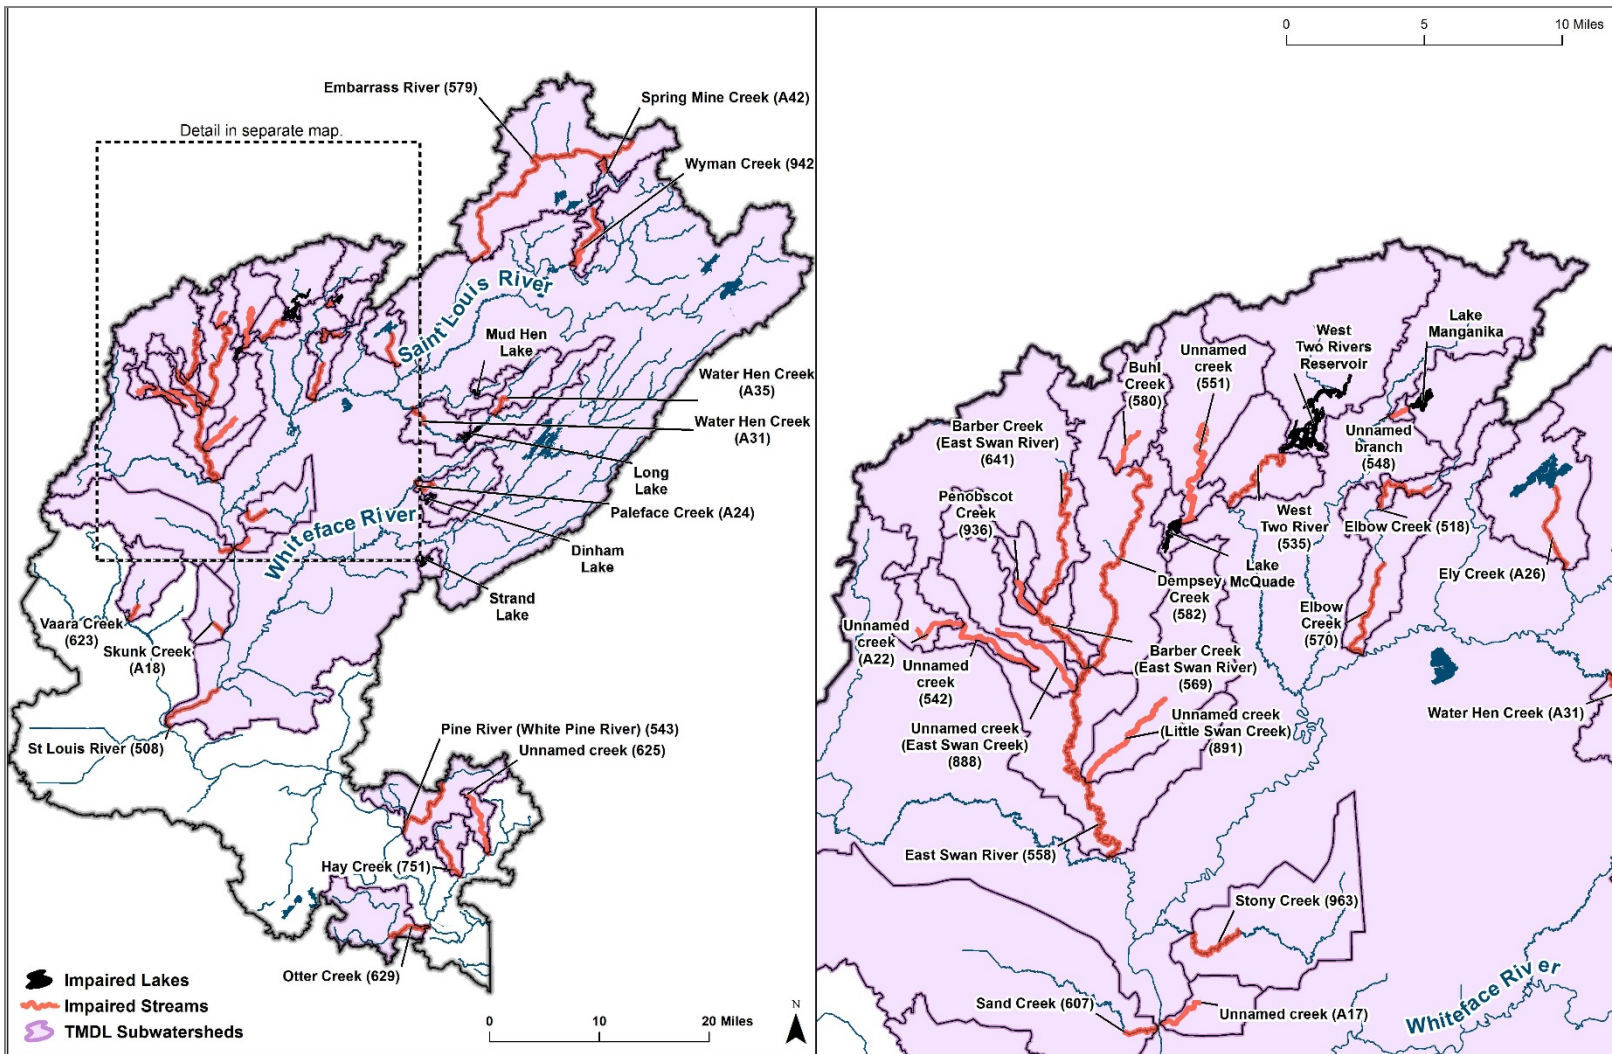 Embarrass River (579)
Spring Mine Creek (A42)
Detail in separate map.
Wyman Creek (942
Saint Louis River
Mud Hen
Lake
Water Hen Creek
(A35)
Water Hen Creek
(A31)
Long
Lake
Paleface Creek (A24)
Whiteface River
Dinham
Lake
Strand
Lake
Vaara Creek
(623)
Skunk Creek
(A18)
St Louis River (508)
Pine River (White Pine River) (543)
Unnamed creek (625)
Hay Creek (751)
Otter Creek (629)
Impaired Lakes
Impaired Streams
TMDL Subwatersheds
0 10 20 Miles
N
0 5 10 Miles
Lake
Manganika
West
Two Rivers
Reservoir
Unnamed
creek
(551)
Buhl
Creek
(580)
Barber Creek
(East Swan River)
(641)
Unnamed
branch
(548)
Penobscot
Creek
(936)
West
Two River
(535)
Elbow Creek (518)
Lake
McQuade
Ely Creek (A26)
Dempsey
Creek
(582)
Elbow
Creek
(570)
Unnamed
creek
(A22)
Unnamed
creek
(542)
Barber Creek
(East Swan River)
(569)
Unnamed creek
(East Swan Creek)
(888)
Unnamed creek
(Little Swan Creek)
(891)
Water Hen Creek (A31)
East Swan River (558)
Stony Creek (963)
Sand Creek (607)
Unnamed creek (A17)
Whiteface River